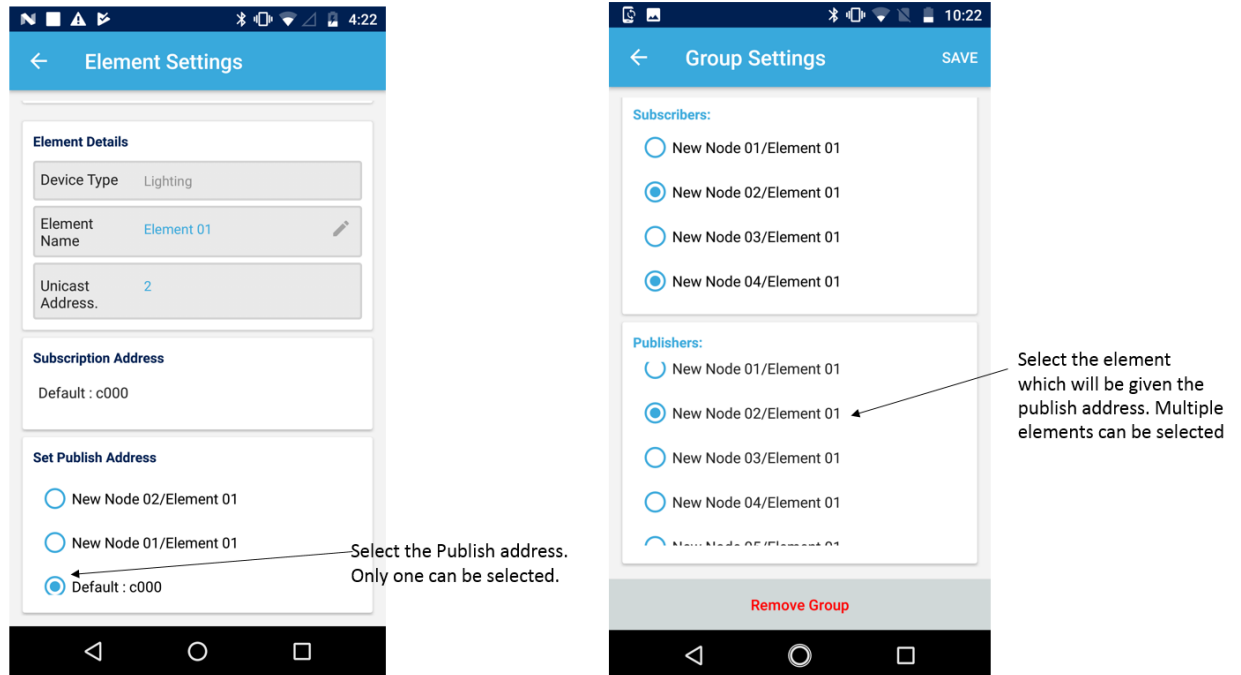 4:22
Element Settings
Element Details
Device Type Lighting
Element
Name
Element 01
Unicast
Address.
2
Subscription Address
Default : c000
Set Publish Address
New Node 02/Element 01
New Node 01/Element 01
Default : c000
Select the Publish address.
Only one can be selected.
10:22
Group Settings SAVE
Subscribers:
New Node 01/Element 01
New Node 02/Element 01
New Node 03/Element 01
New Node 04/Element 01
Publishers:
New Node 01/Element 01
New Node 02/Element 01
New Node 03/Element 01
New Node 04/Element 01
New Node 05/Element 01
Remove Group
Select the element
which will be given the
publish address. Multiple
elements can be selected